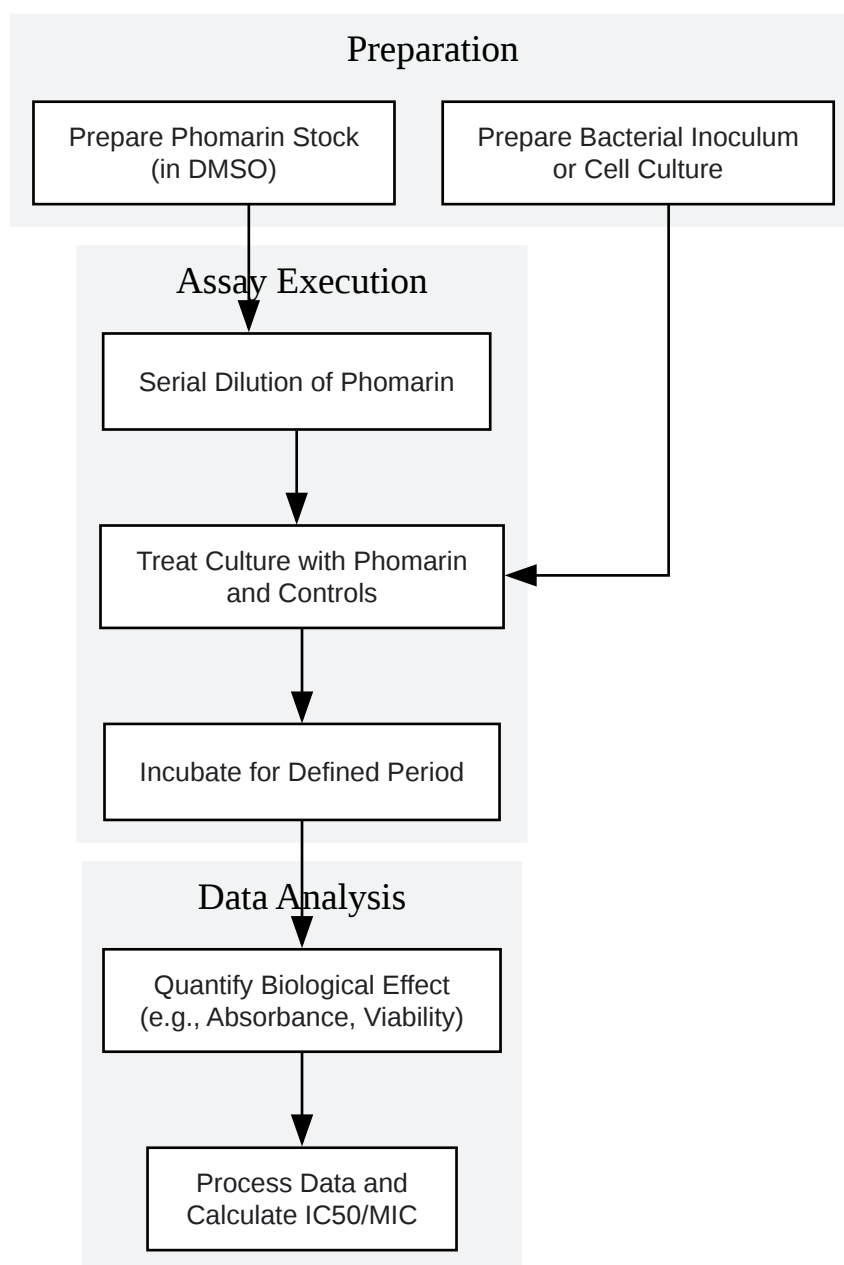 Preparation
Prepare Phomarin Stock
(in DMSO)
Prepare Bacterial Inoculum
or Cell Culture
Assay Execution
Serial Dilution of Phomarin
Treat Culture with Phomarin
and Controls
Incubate for Defined Period
Data Analysis
Quantify Biological Effect
(e.g., Absorbance, Viability)
Process Data and
Calculate IC50/MIC